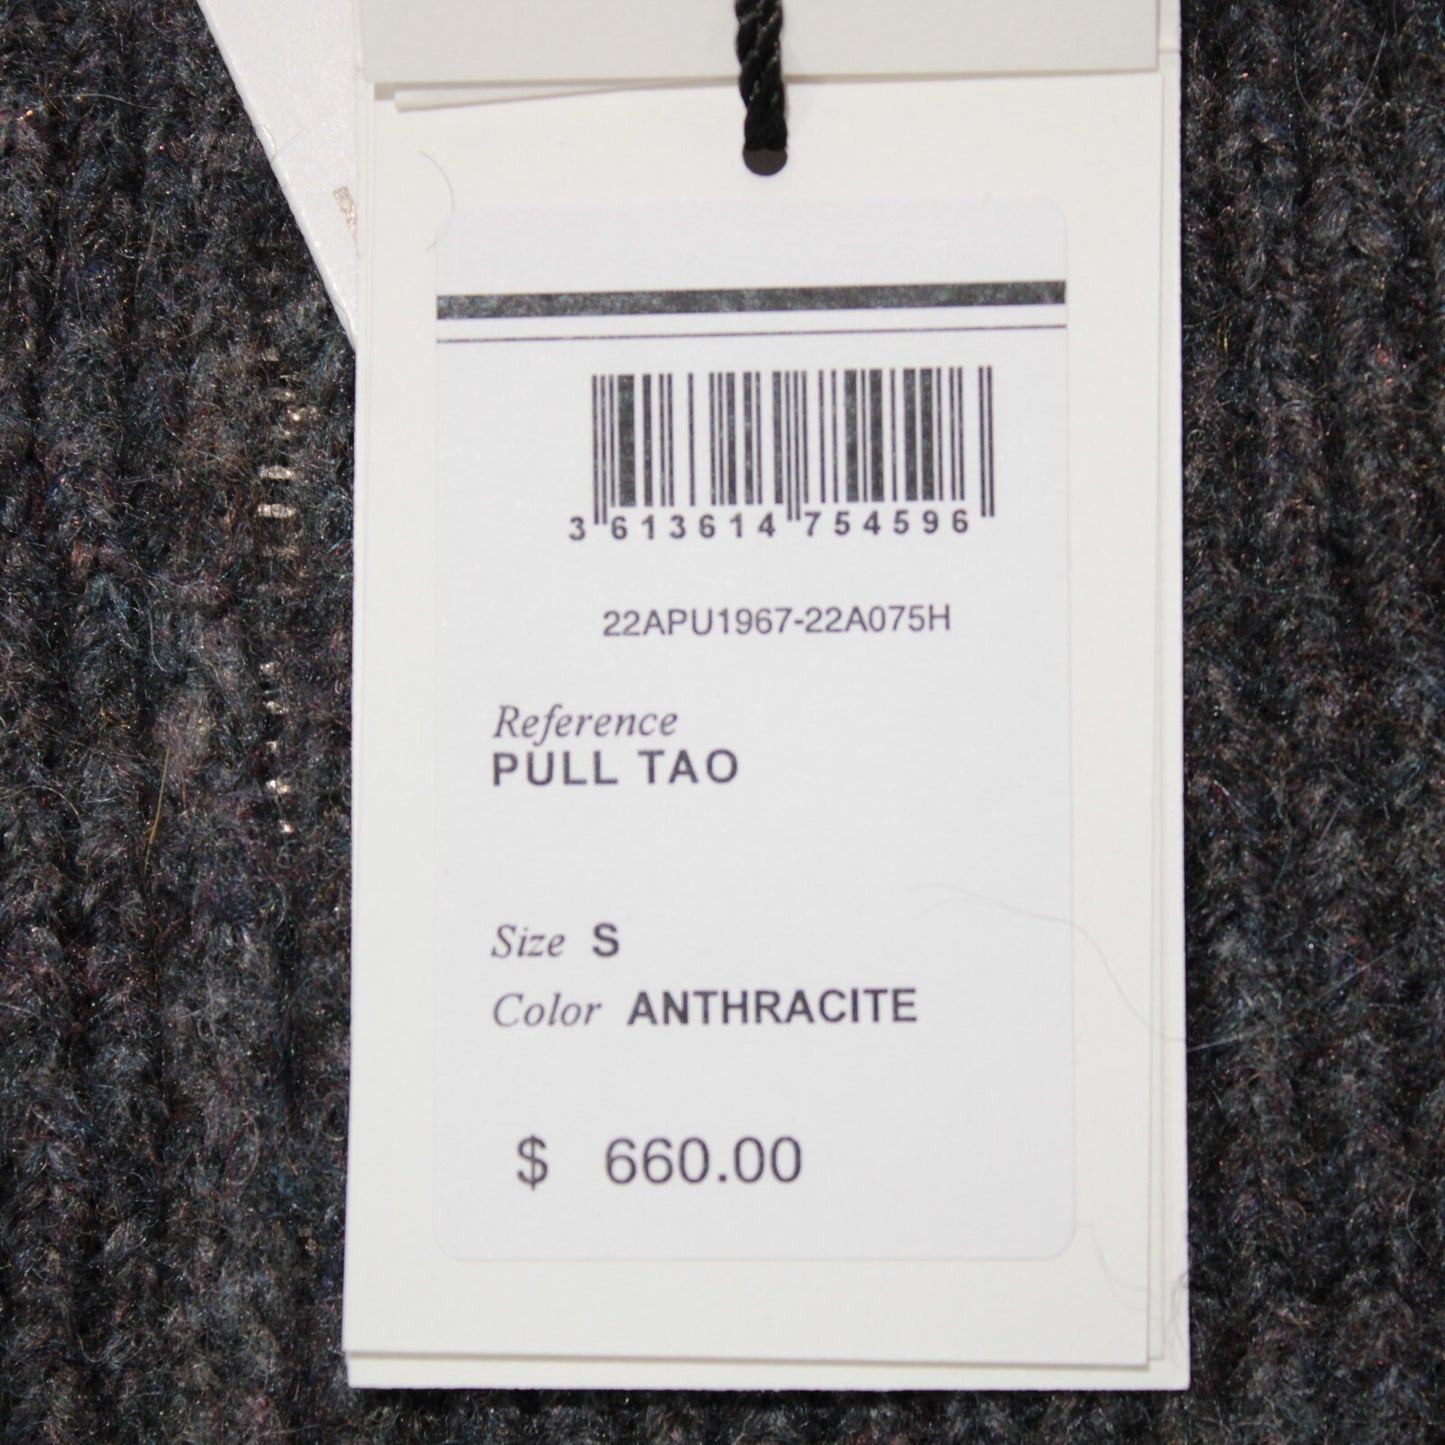 3 613614 754596
22APU1967-22A075H
Reference
PULL TAO
Size S
Color ANTHRACITE
$ 660.00